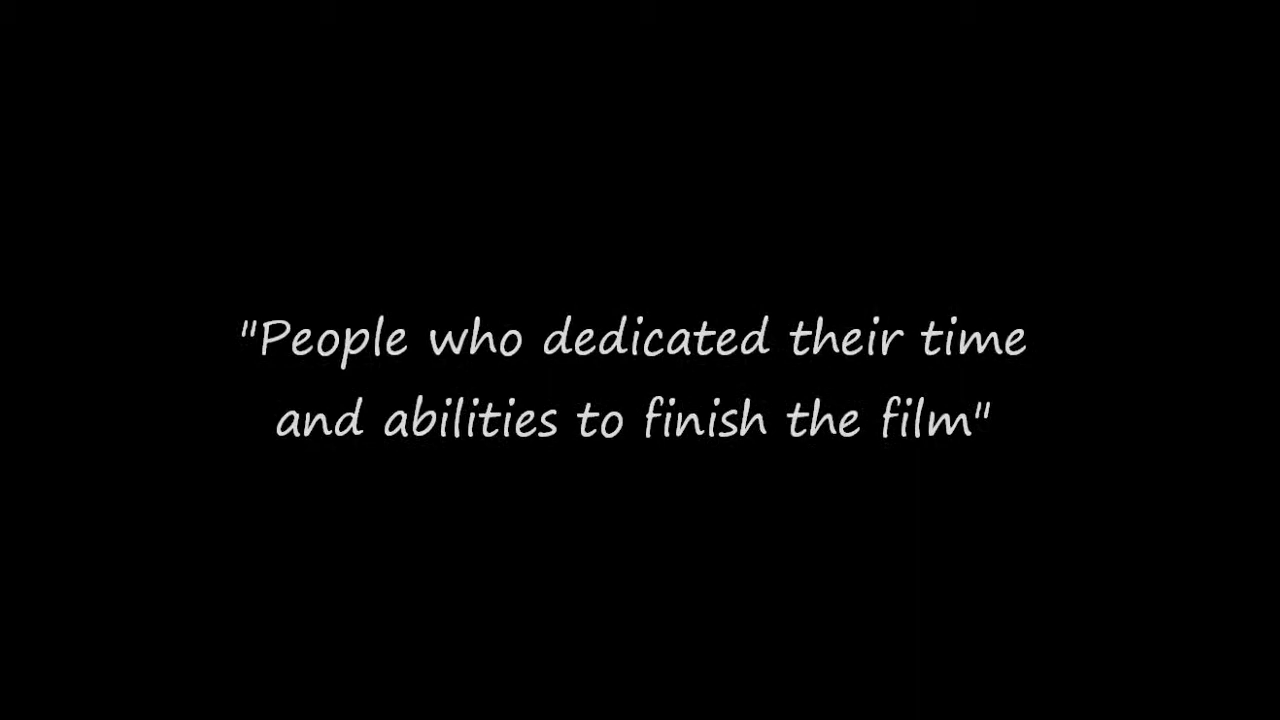 "People who dedicated their time
and abilities to finish the film"